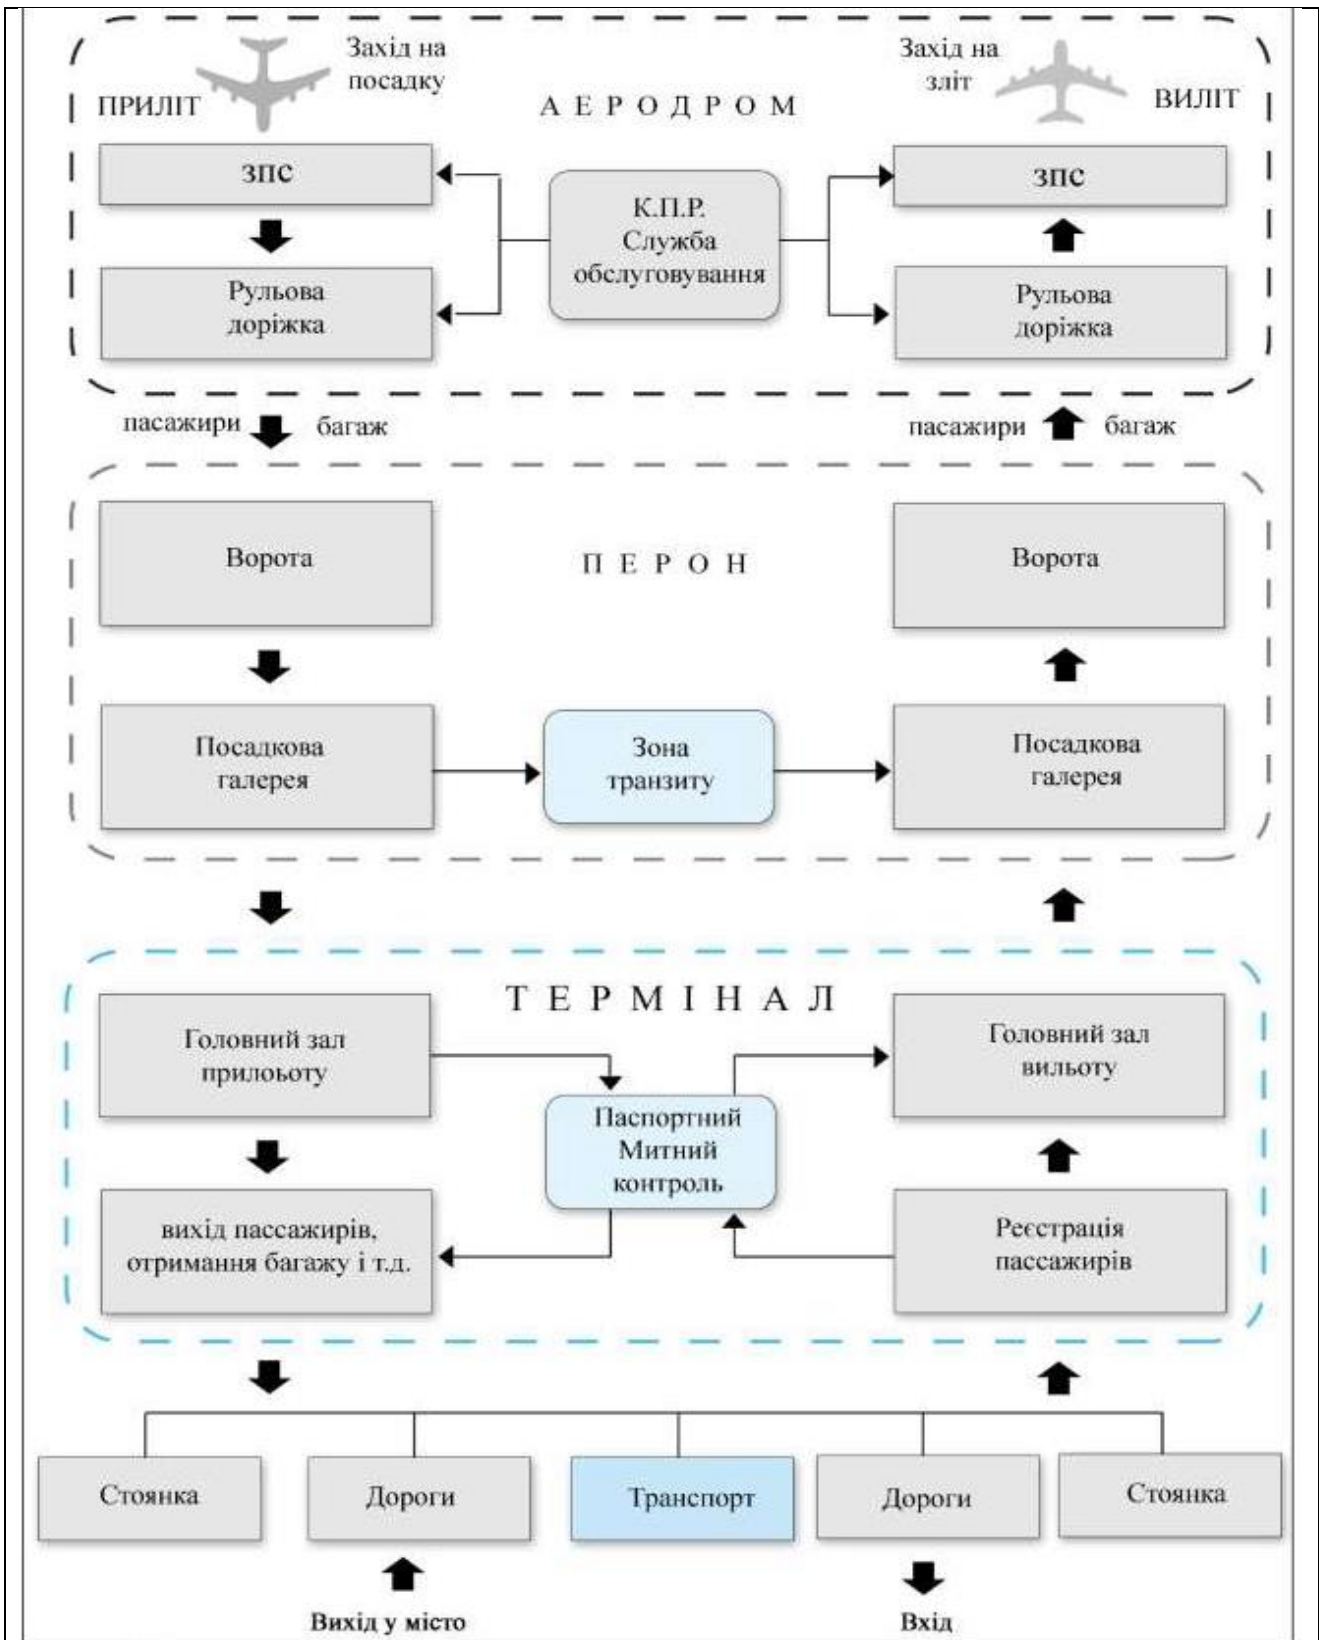 Захід на
посадку
ПРИЛІТ
АЕРОДРОМ
Захід на
зліт
ВИЛІТ
ЗПС
К.П.Р.
Служба
обслуговування
ЗПС
Рульова
доріжка
Рульова
доріжка
пасажири
багаж
пасажири
багаж
Ворота
ПЕРОН
Ворота
Посадкова
галерея
Зона
транзиту
Посадкова
галерея
ТЕРМІНАЛ
Головний зал
прилоьоту
Головний зал
вильоту
Паспортний
Митний
контроль
вихід пассажирів,
отримання багажу і т.д.
Реєстрація
пассажирів
Стоянка
Дороги
Транспорт
Дороги
Стоянка
Вихід у місто
Вхід